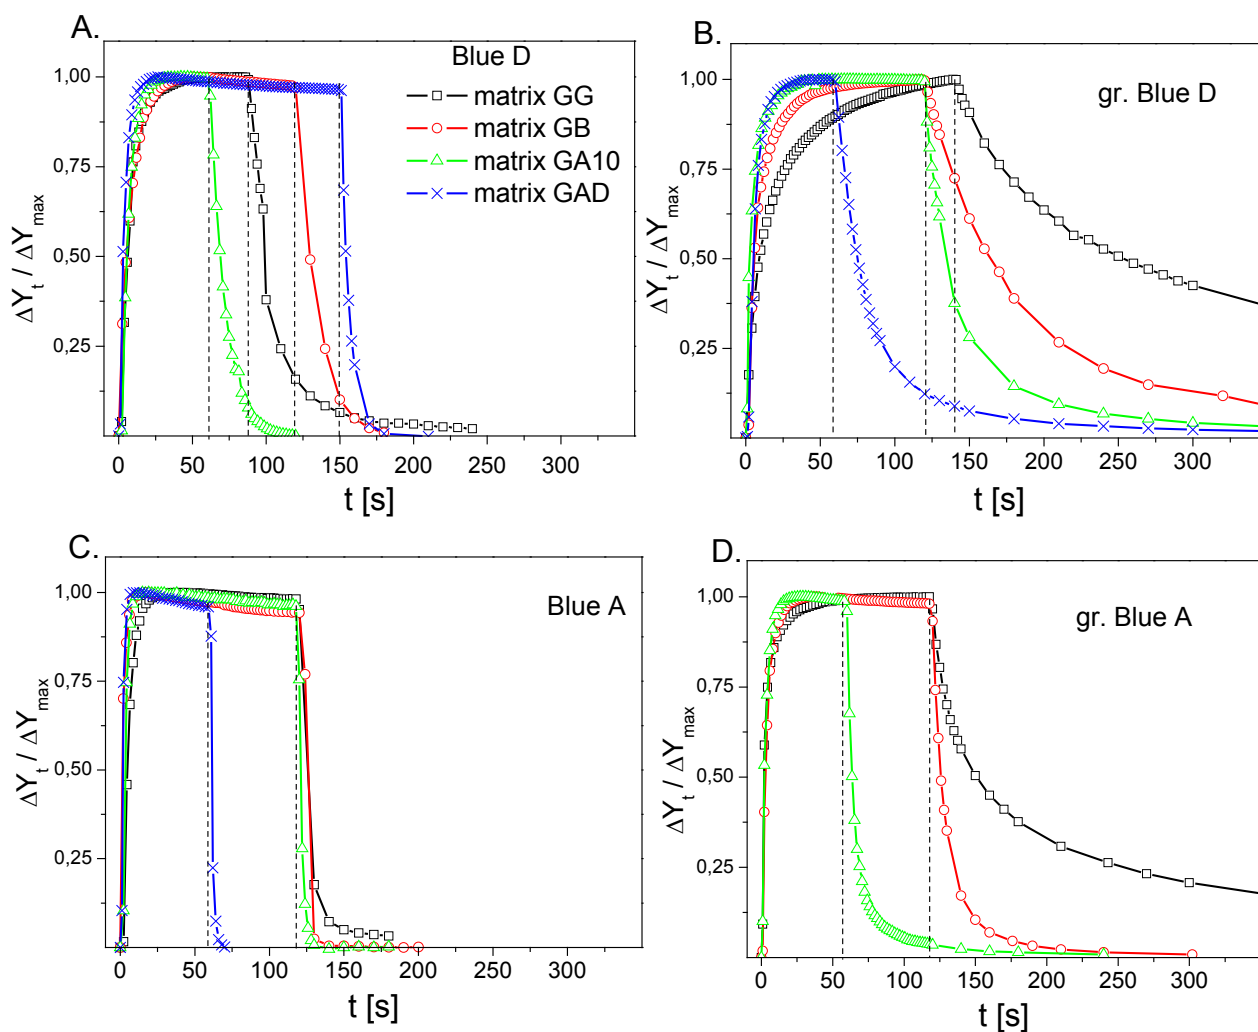 A.
Blue D
matrix GG
matrix GB
matrix GA10
matrix GAD
1,00
0,75
0,50
0,25
ΔYt / ΔYmax
0 50 100 150 200 250 300
t [s]
B.
gr. Blue D
1,00
0,75
0,50
0,25
ΔYt / ΔYmax
0 50 100 150 200 250 300
t [s]
C.
Blue A
1,00
0,75
0,50
0,25
ΔYt / ΔYmax
0 50 100 150 200 250 300
t [s]
D.
gr. Blue A
1,00
0,75
0,50
0,25
ΔYt / ΔYmax
0 50 100 150 200 250 300
t [s]